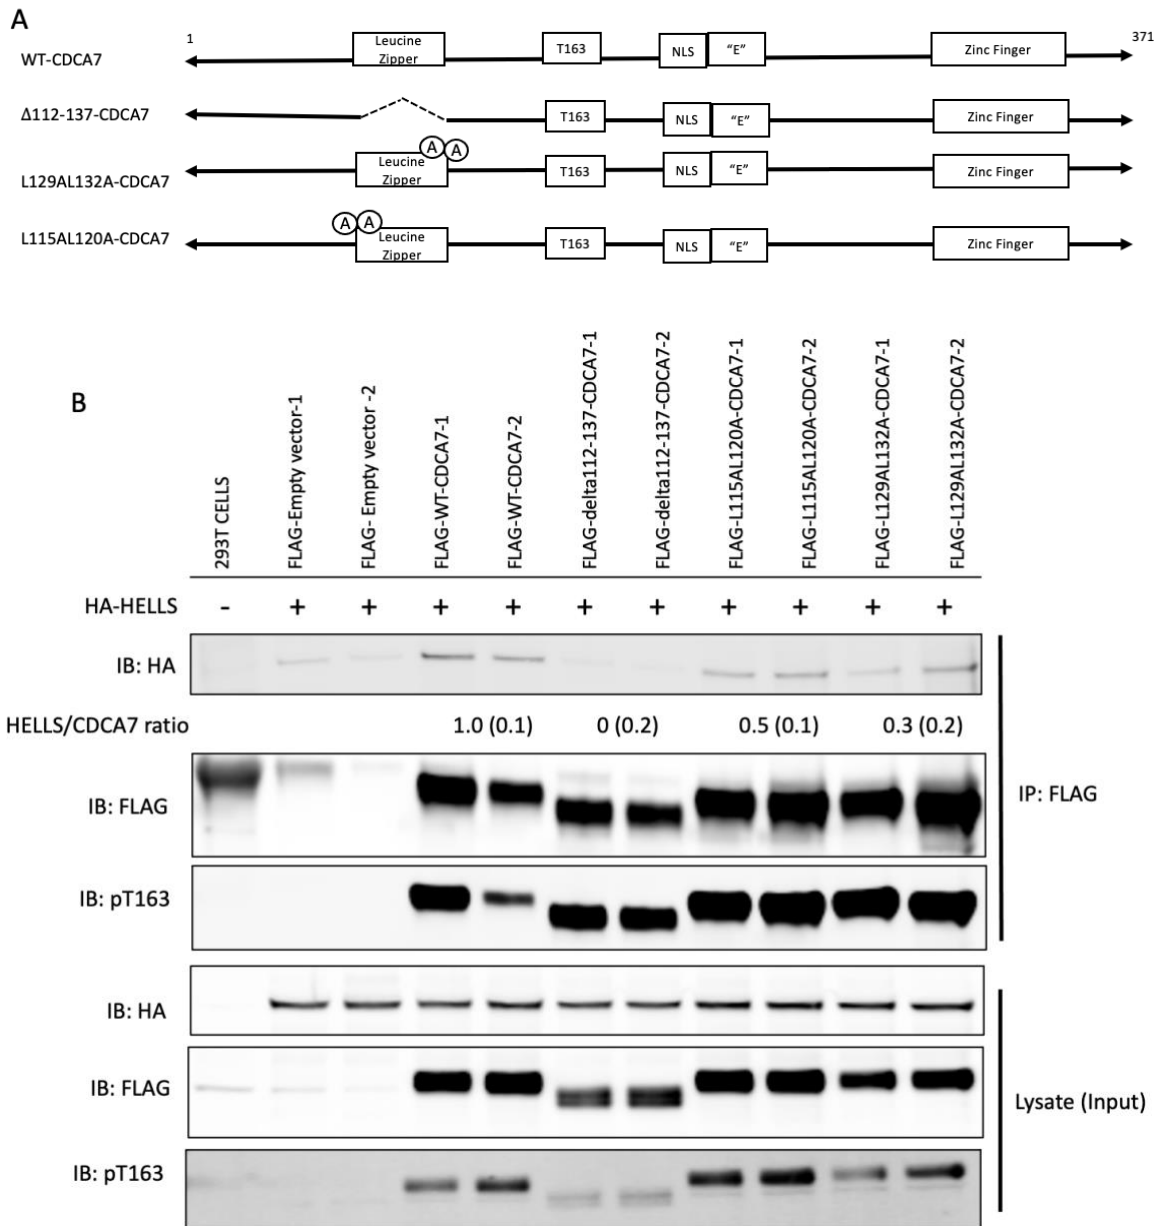 A
1
371
WT-CDCA7
Leucine
Zipper
T163
NLS
“E”
Zinc Finger
Δ112-137-CDCA7
T163
NLS
“E”
Zinc Finger
A A
L129AL132A-CDCA7
Leucine
Zipper
T163
NLS
“E”
Zinc Finger
A A
L115AL120A-CDCA7
Leucine
Zipper
T163
NLS
“E”
Zinc Finger
B
293T CELLS
FLAG-Empty vector-1
FLAG- Empty vector -2
FLAG-WT-CDCA7-1
FLAG-WT-CDCA7-2
FLAG-delta112-137-CDCA7-1
FLAG-delta112-137-CDCA7-2
FLAG-L115AL120A-CDCA7-1
FLAG-L115AL120A-CDCA7-2
FLAG-L129AL132A-CDCA7-1
FLAG-L129AL132A-CDCA7-2
HA-HELLS - + + + + + + + + + +
IB: HA
HELLS/CDCA7 ratio 1.0 (0.1) 0 (0.2) 0.5 (0.1) 0.3 (0.2)
IB: FLAG
IP: FLAG
IB: pT163
IB: HA
IB: FLAG
Lysate (Input)
IB: pT163